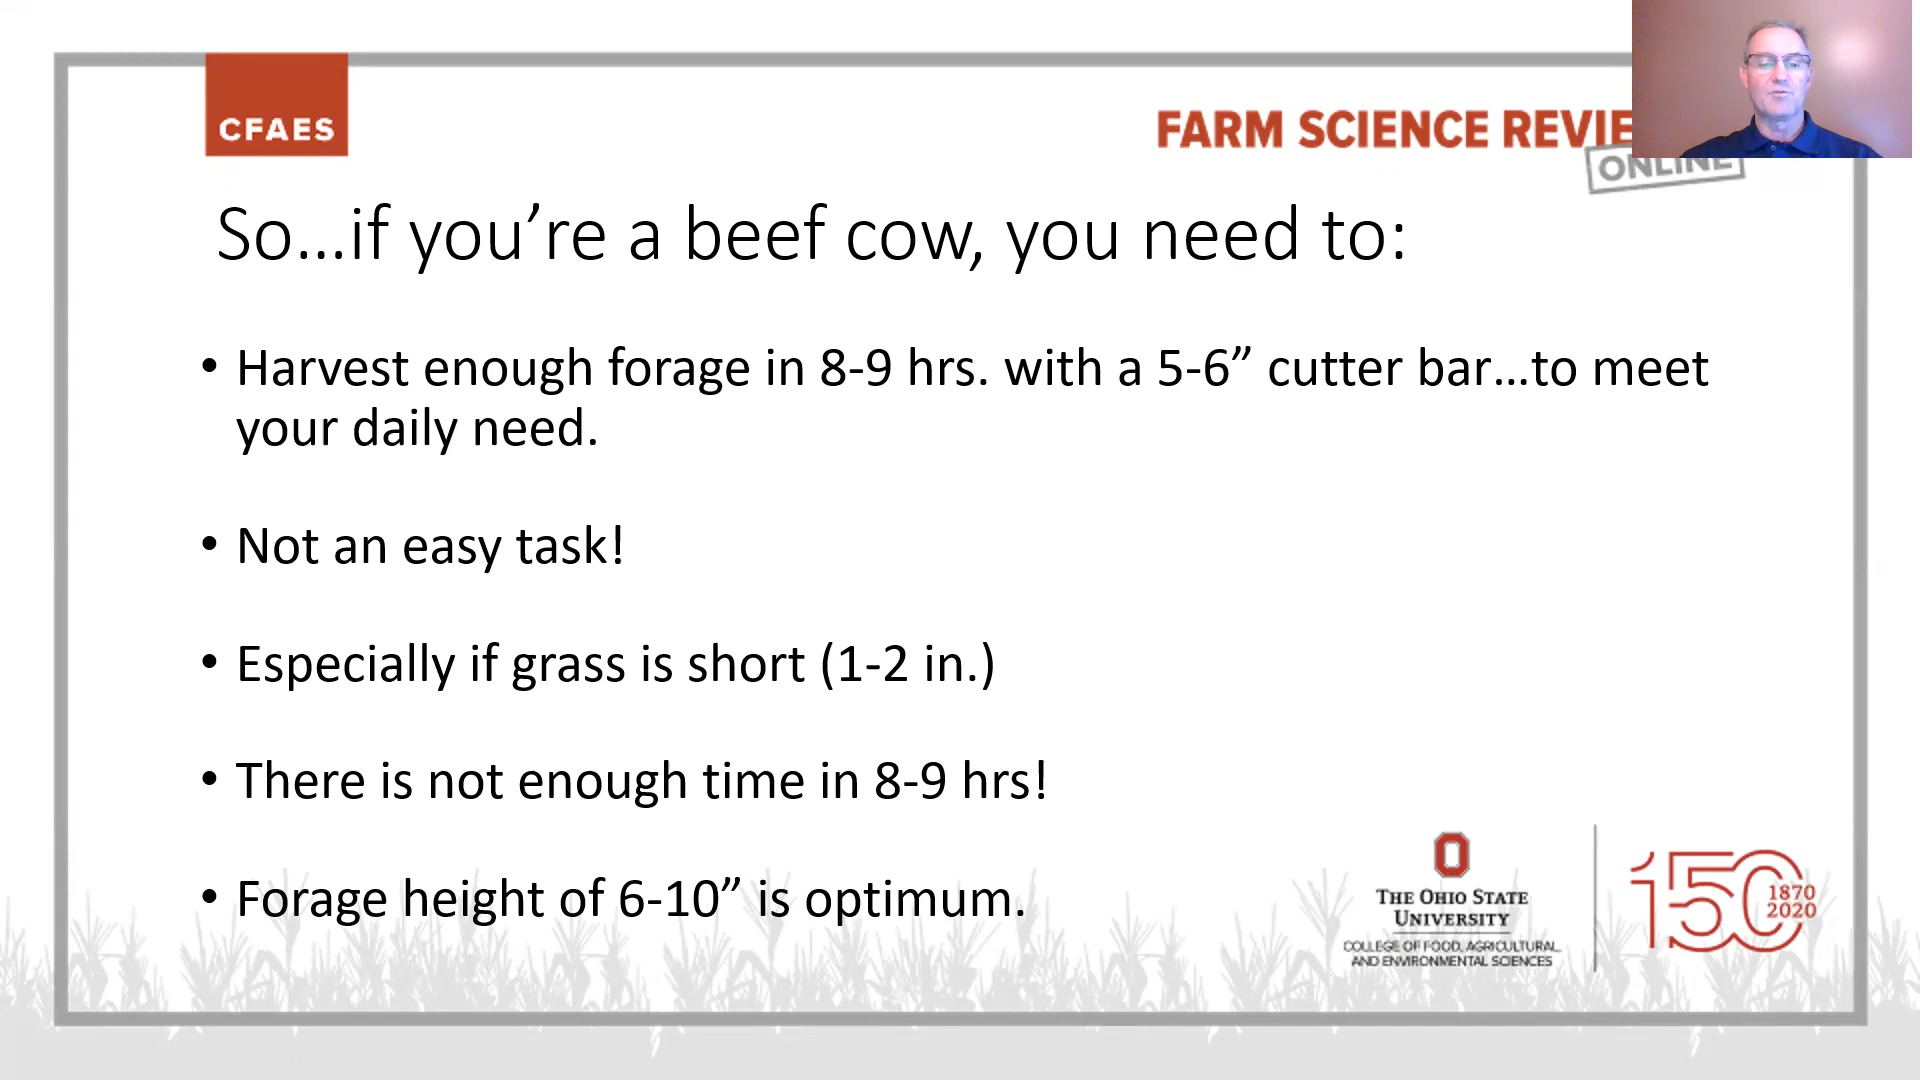 CFAES
FARM SCIENCE REVIE
ONLINE
So...if you’re a beef cow, you need to:
• Harvest enough forage in 8-9 hrs. with a 5-6” cutter bar...to meet
your daily need.
• Not an easy task!
• Especially if grass is short (1-2 in.)
• There is not enough time in 8-9 hrs!
• Forage height of 6-10” is optimum.
THE OHIO STATE
UNIVERSITY
COLLEGE OF FOOD, AGRICULTURAL,
AND ENVIRONMENTAL SCIENCES
150
1870
2020